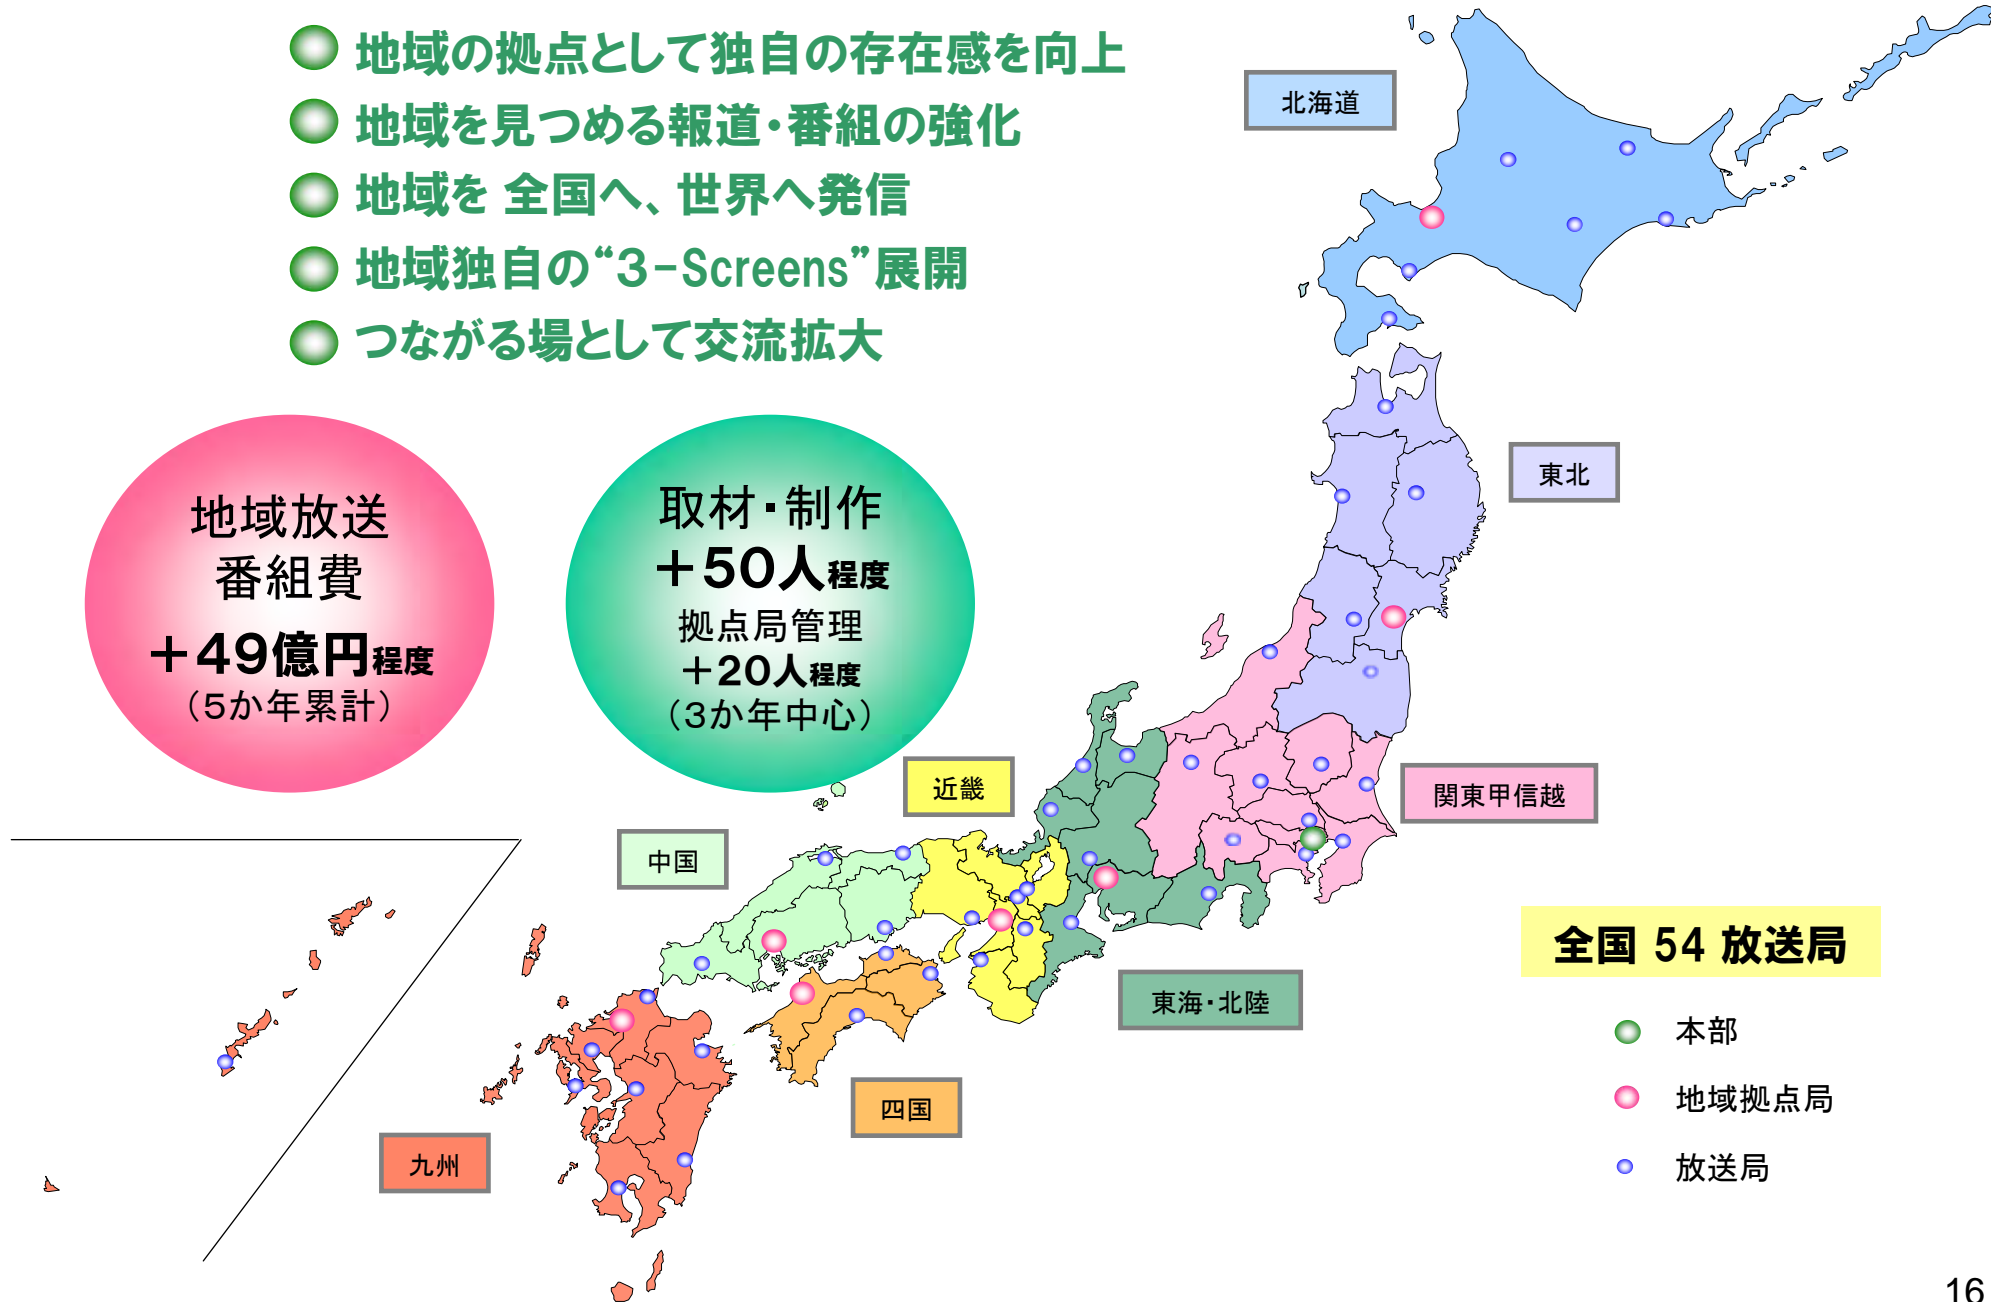 地域の拠点として独自の存在感を向上
地域を見つめる報道・番組の強化
地域を 全国へ、世界へ発信
地域独自の“3-Screens”展開
つながる場として交流拡大
地域放送
番組費
+49億円程度
(5か年累計)
取材・制作
+50人程度
拠点局管理
+20人程度
(3か年中心)
北海道
東北
関東甲信越
近畿
中国
東海・北陸
四国
九州
全国 54 放送局
本部
地域拠点局
放送局
16